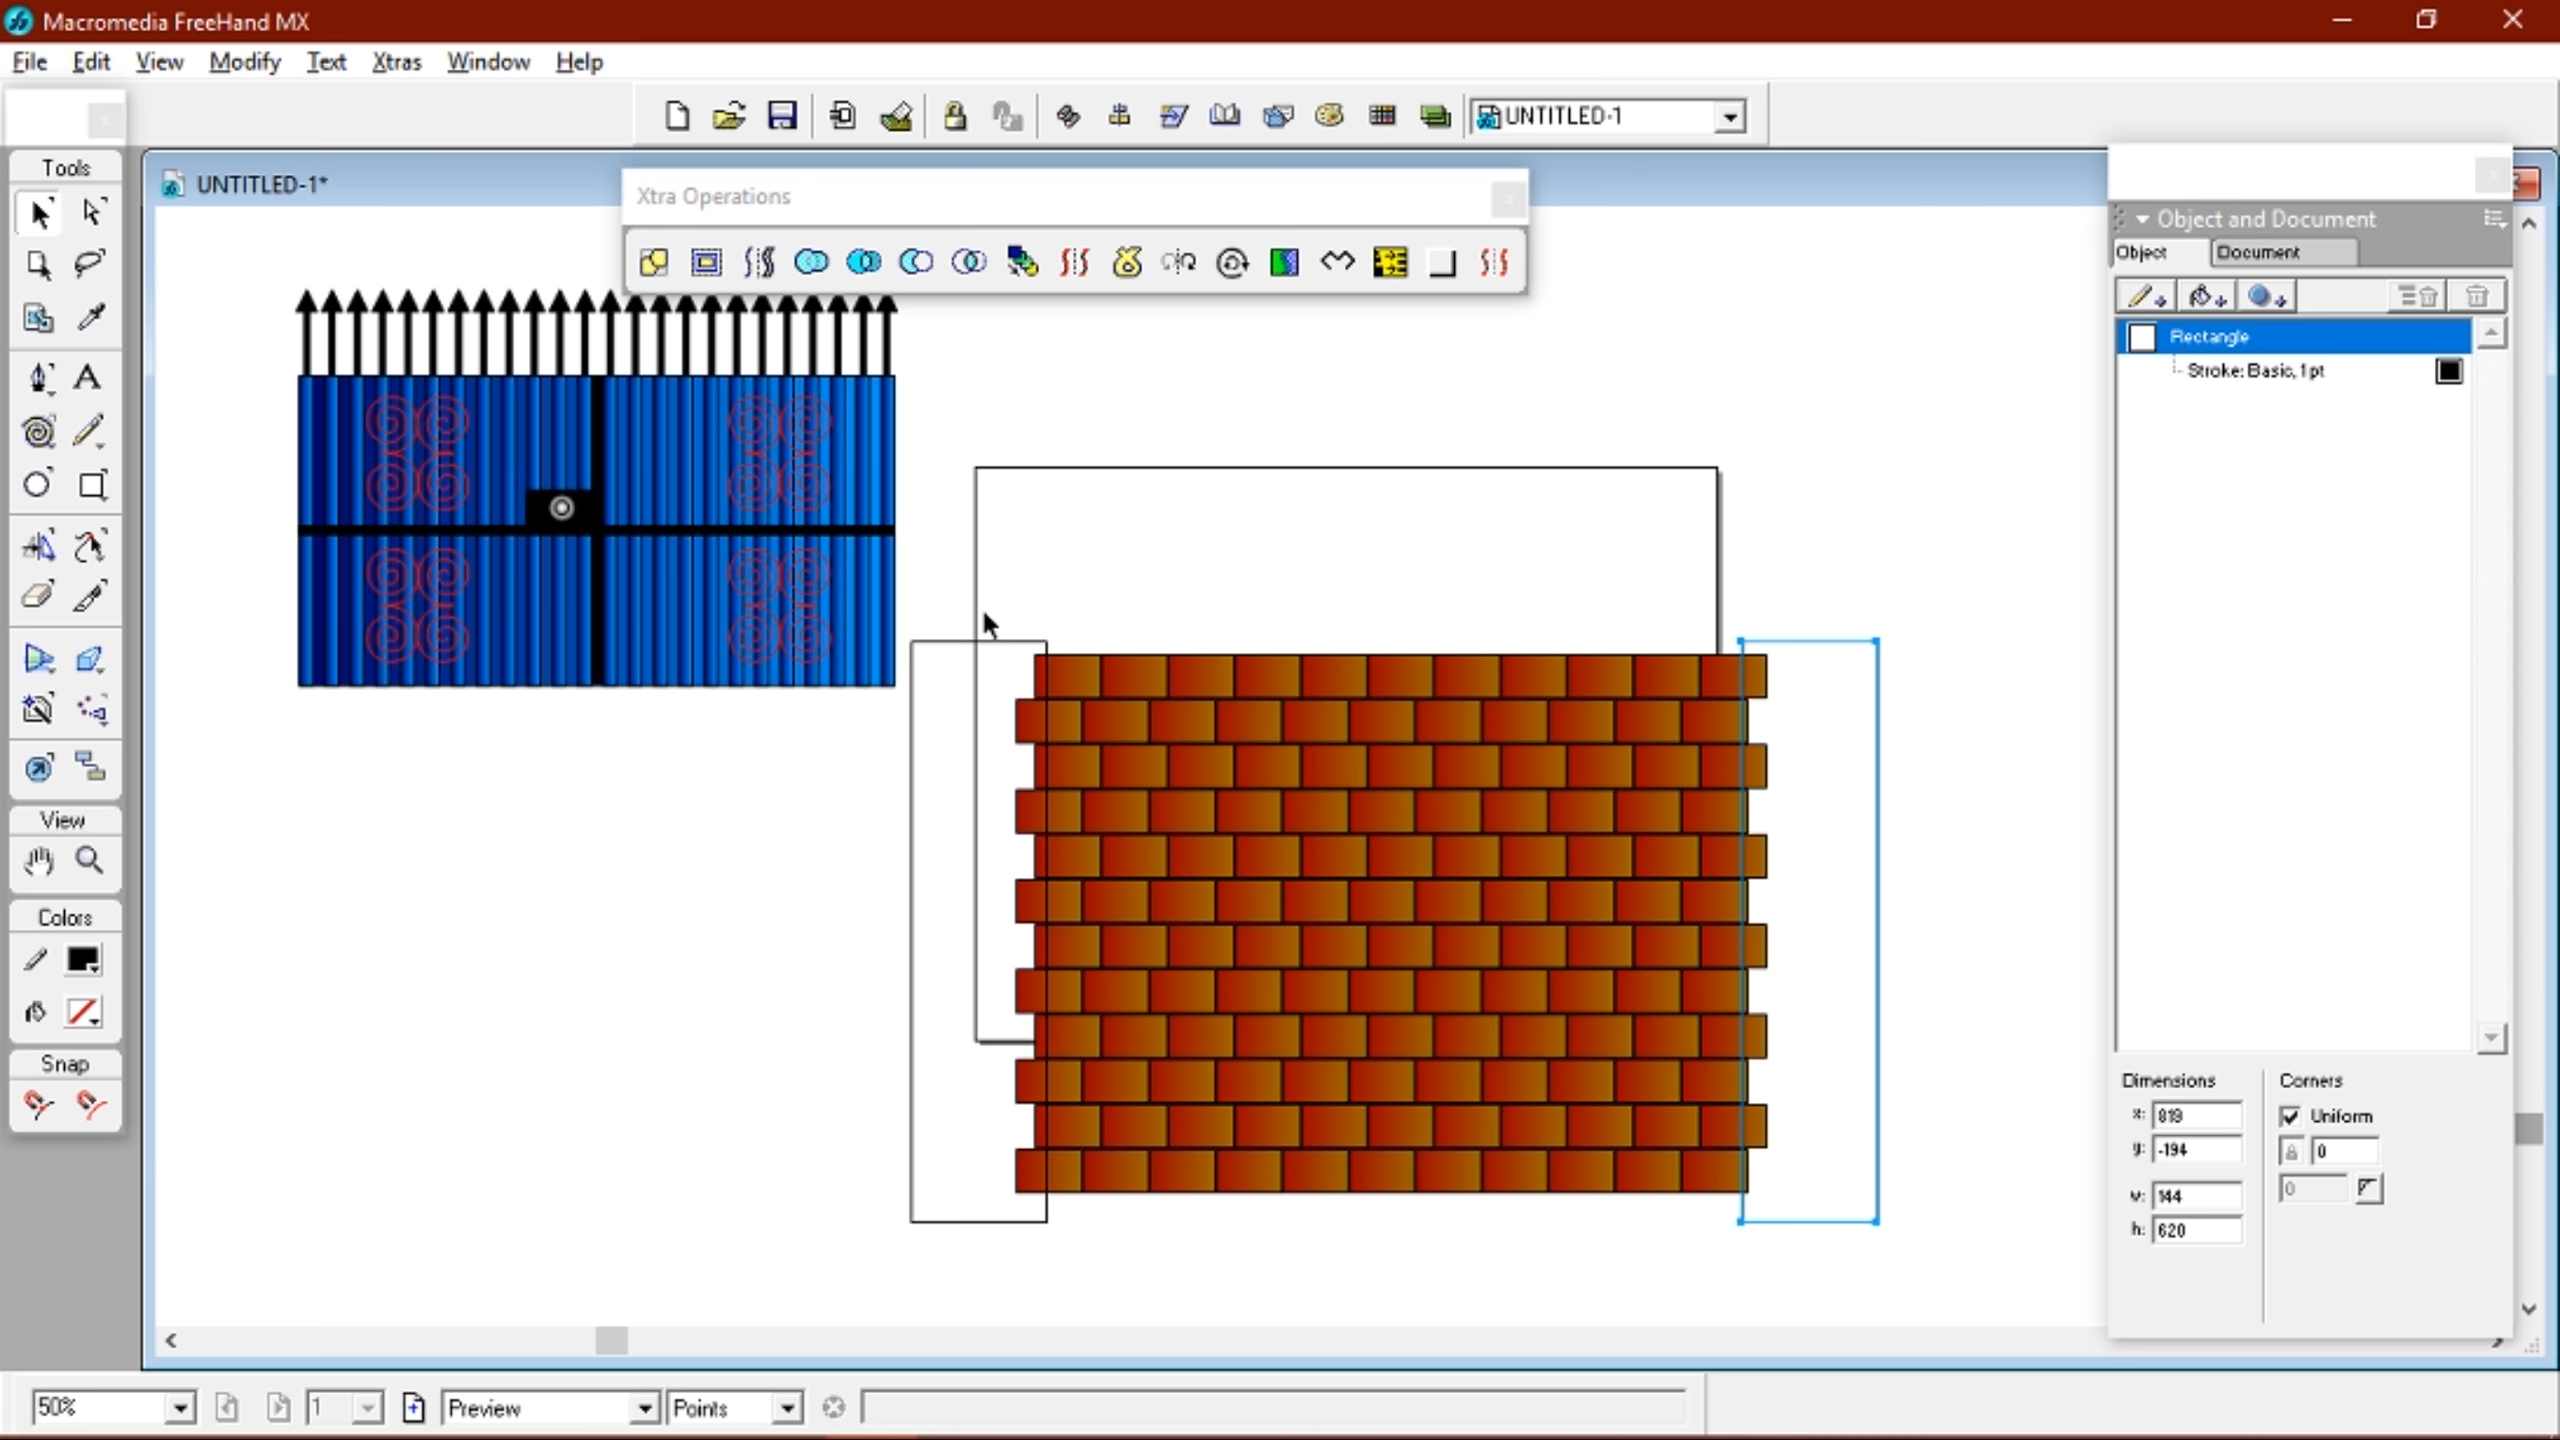 Macromedia FreeHand MX
File Edit View Modify Text Xtras Window Help
UNTITLED-1
Tools
UNTITLED-1*
Xtra Operations
Object and Document
Object Document
Rectangle
Stroke: Basic, 1pt
View
Colors
Snap
Dimensions
x: 819
y: -194
w: 144
h: 620
Corners
Uniform
0
0
50%
1
Preview
Points